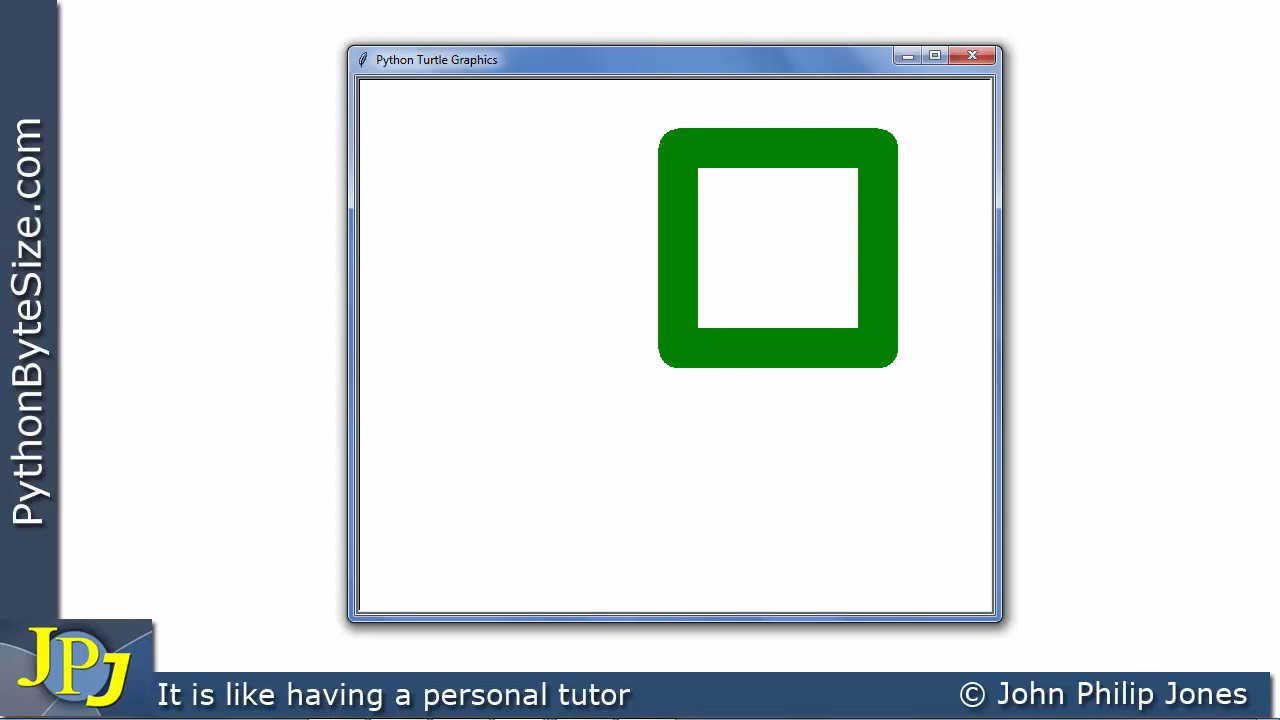 Python Turtle Graphics
PythonByteSize.com
JPJ
It is like having a personal tutor
© John Philip Jones